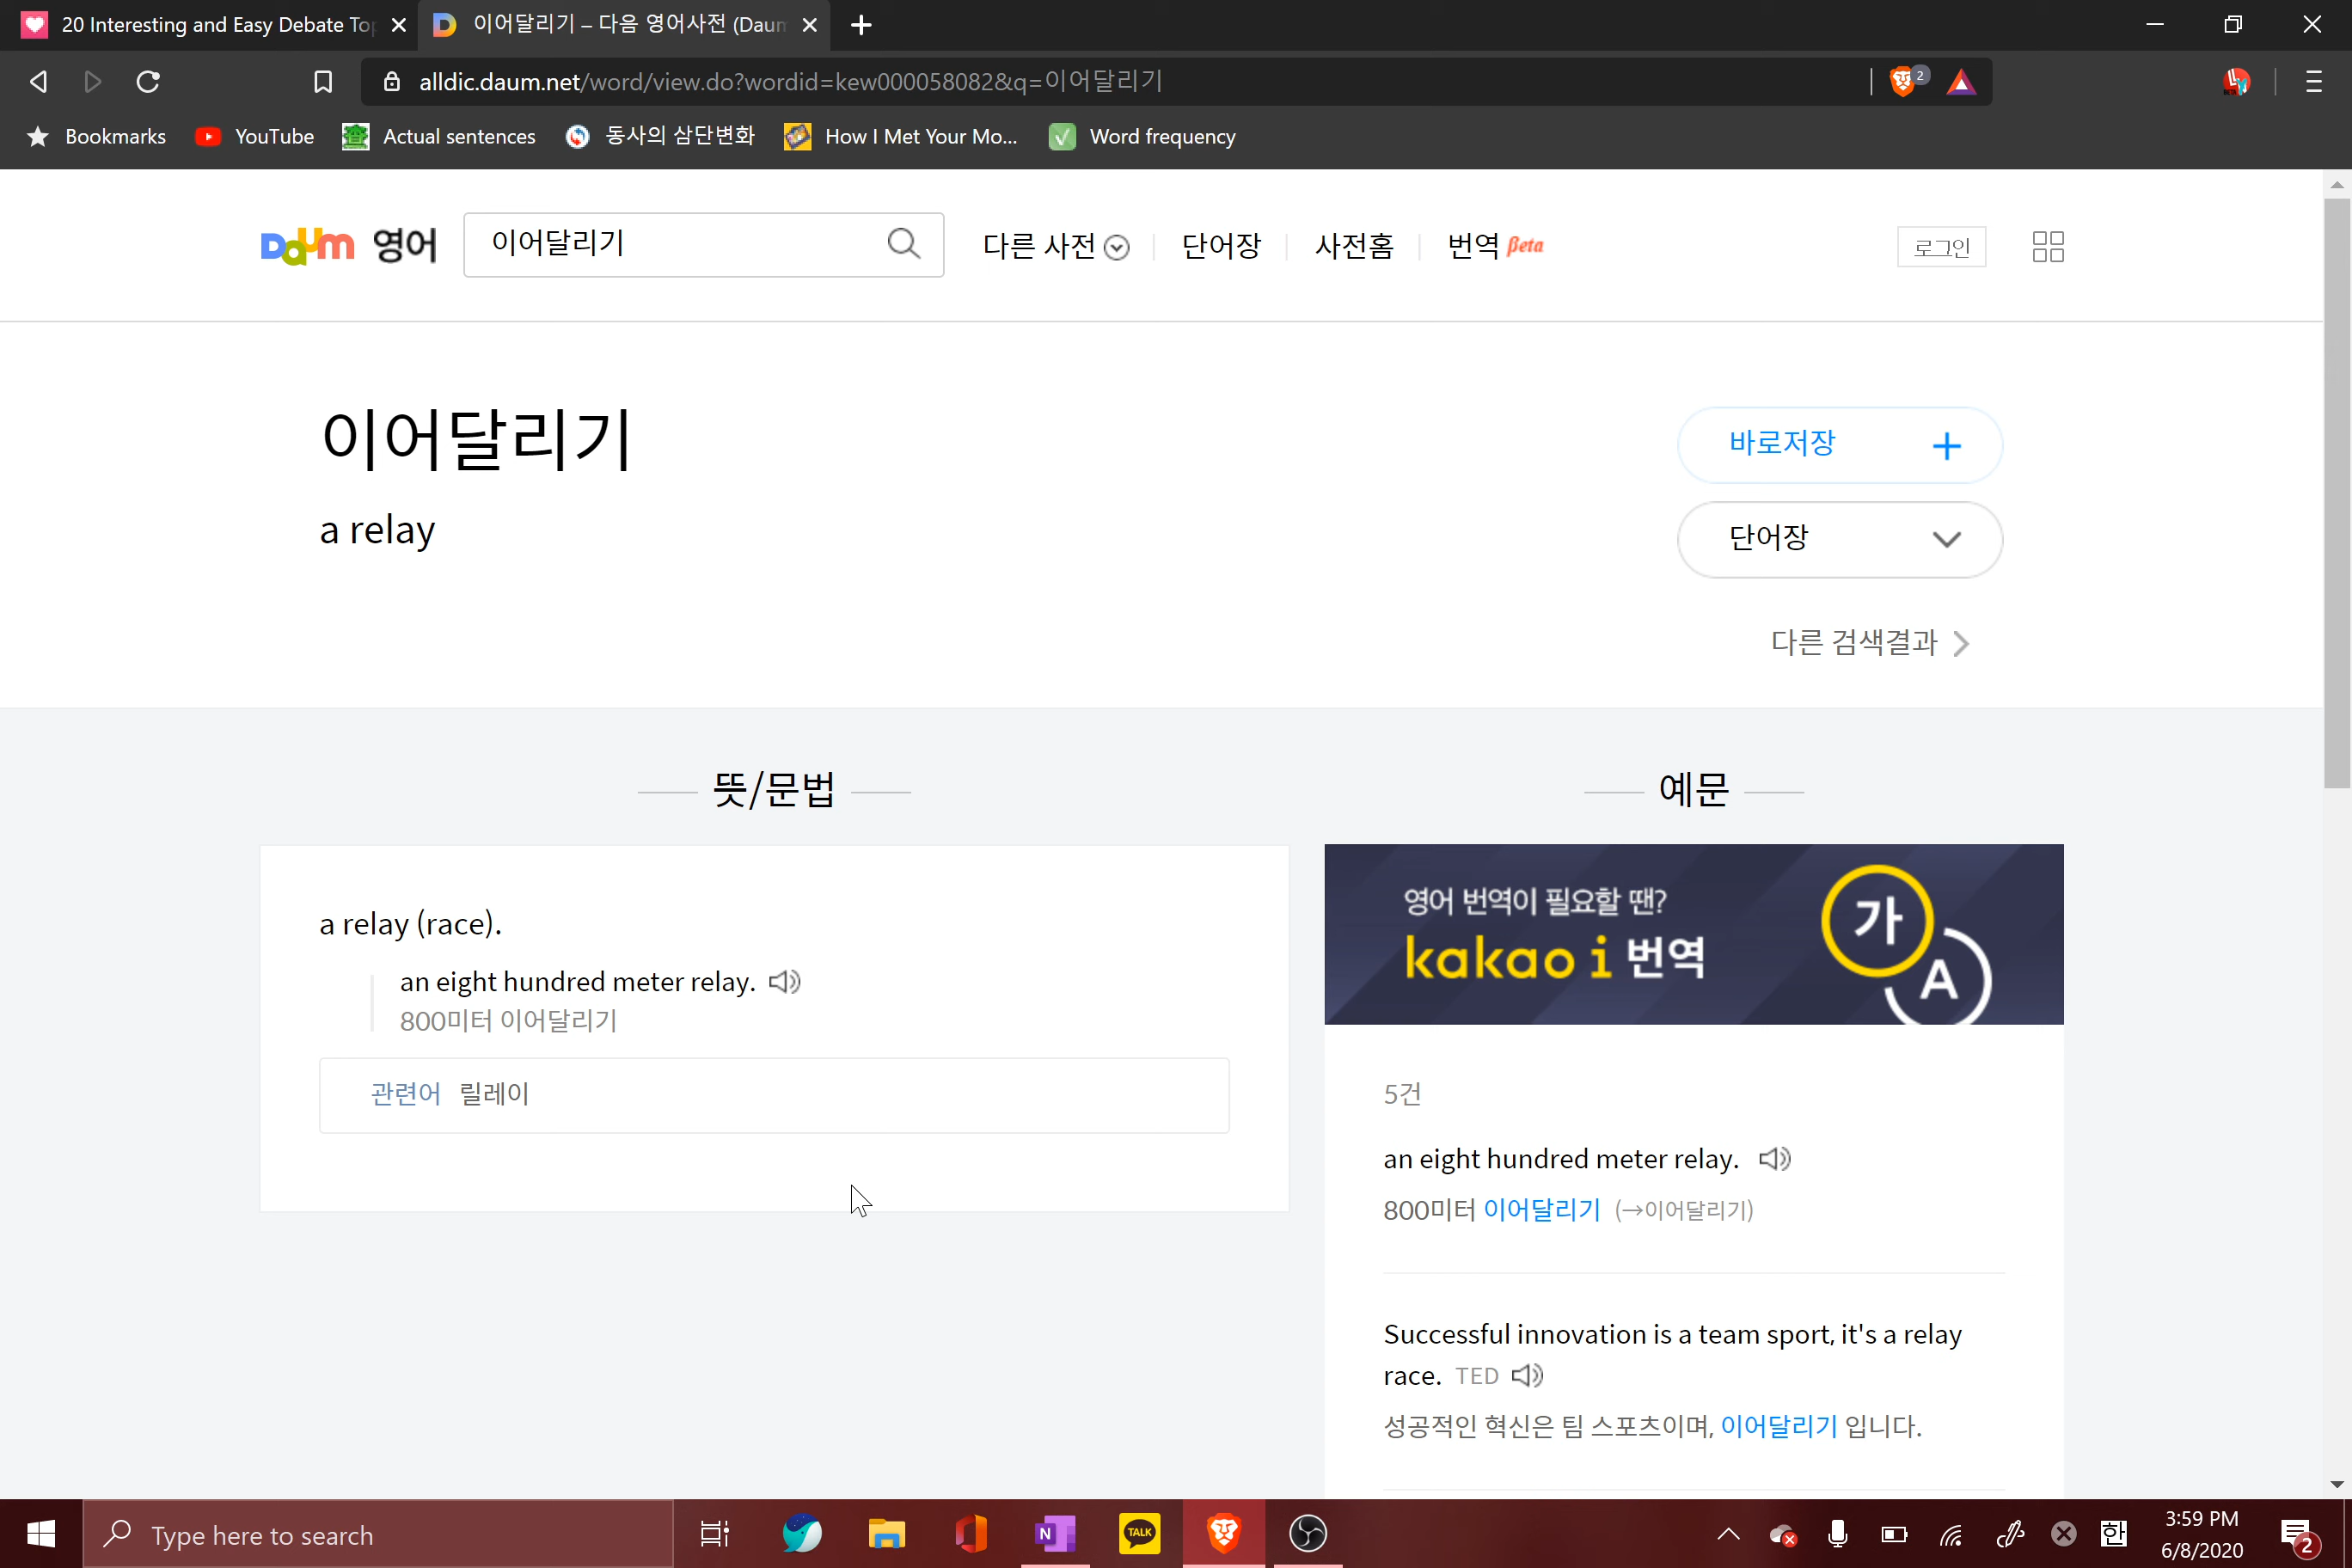 20 Interesting and Easy Debate Top
이어달리기 – 다음 영어사전 (Daum
alldic.daum.net/word/view.do?wordid=kew000058082&q=이어달리기
2
Bookmarks
YouTube
Actual sentences
동사의 삼단변화
How I Met Your Mo...
Word frequency
Daum 영어
이어달리기
다른 사전
단어장
사전홈
번역 βeta
로그인
이어달리기
a relay
바로저장
단어장
다른 검색결과
뜻/문법
a relay (race).
an eight hundred meter relay.
800미터 이어달리기
관련어 릴레이
예문
영어 번역이 필요할 땐?
kakao i 번역
가
A
5건
an eight hundred meter relay.
800미터 이어달리기 (→이어달리기)
Successful innovation is a team sport, it's a relay
race. TED
성공적인 혁신은 팀 스포츠이며, 이어달리기 입니다.
Type here to search
N
TALK
한
3:59 PM
6/8/2020
2